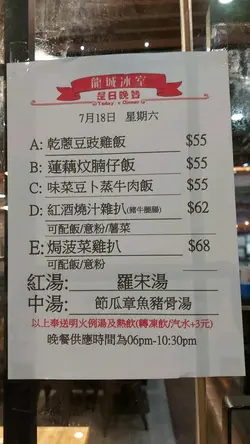 龍城冰室
是日晚餐
Today's Dinner
7月18日 星期六
A: 乾蔥豆豉雞飯 $55
B: 蓮藕炆腩仔飯 $55
C: 味菜豆卜蒸牛肉飯 $55
D: 紅酒燒汁雜扒(豬牛腸腸) $62
可配飯/意粉/薯菜
E: 焗菠菜雞扒 $68
可配飯/意粉
紅湯: 羅宋湯
中湯: 節瓜章魚豬骨湯
以上奉送明火例湯及熱飲(轉凍飲/汽水+3元)
晚餐供應時間為06pm-10:30pm